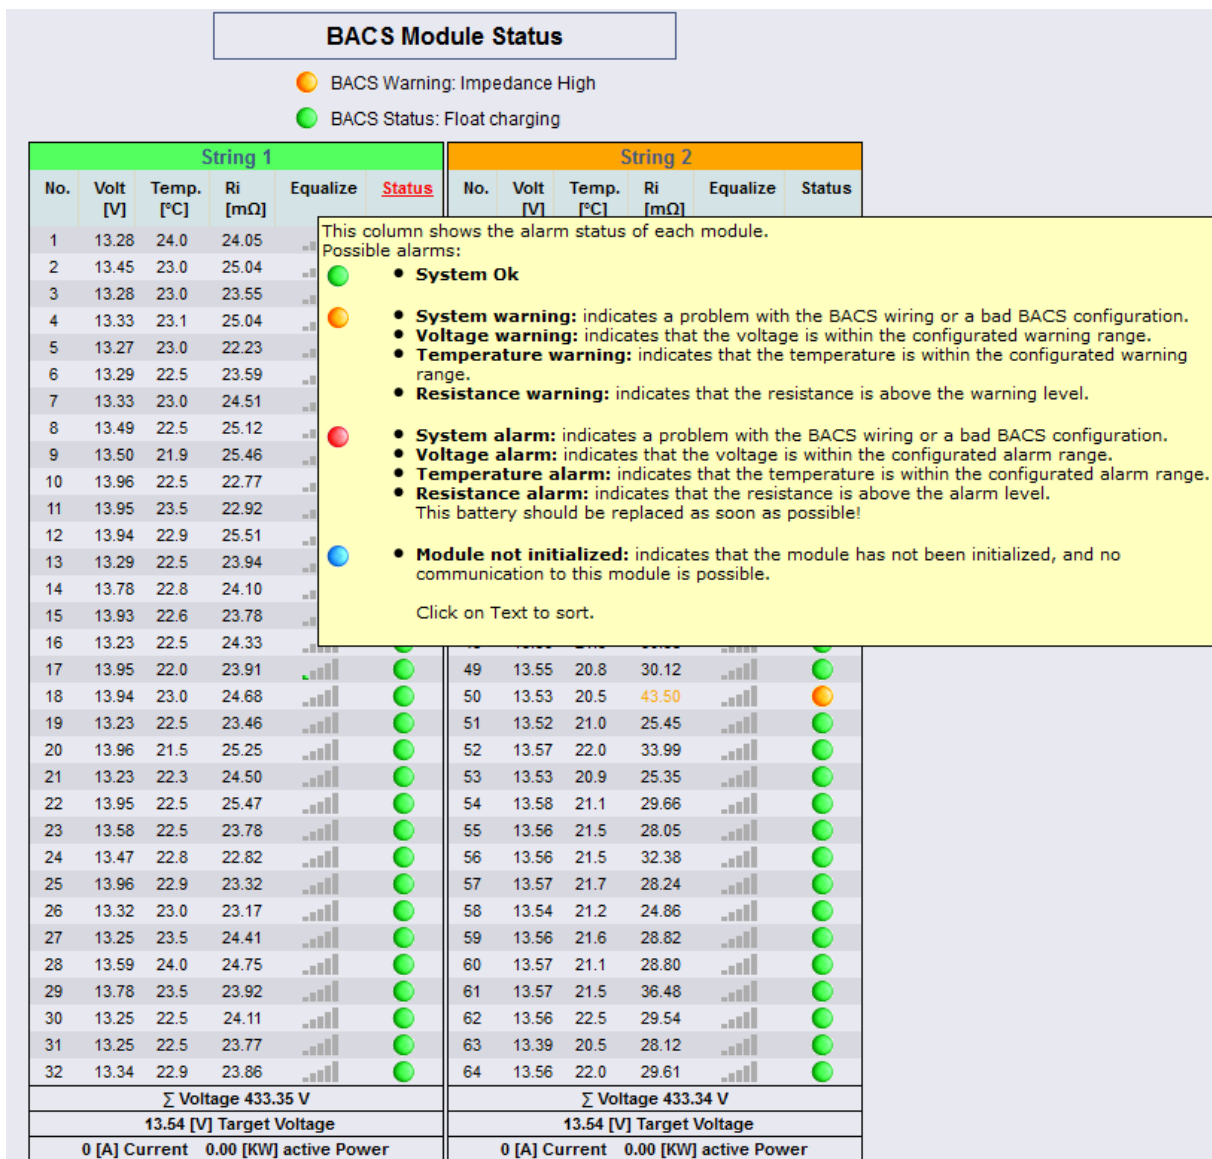 BACS Module Status
BACS Warning: Impedance High
BACS Status: Float charging
String 1 String 2
No. Volt [V] Temp. [°C] Ri [mΩ] Equalize Status No. Volt [V] Temp. [°C] Ri [mΩ] Equalize Status
This column shows the alarm status of each module.
Possible alarms:
• System Ok
• System warning: indicates a problem with the BACS wiring or a bad BACS configuration.
• Voltage warning: indicates that the voltage is within the configurated warning range.
• Temperature warning: indicates that the temperature is within the configurated warning
range.
• Resistance warning: indicates that the resistance is above the warning level.
• System alarm: indicates a problem with the BACS wiring or a bad BACS configuration.
• Voltage alarm: indicates that the voltage is within the configurated alarm range.
• Temperature alarm: indicates that the temperature is within the configurated alarm range.
• Resistance alarm: indicates that the resistance is above the alarm level.
This battery should be replaced as soon as possible!
• Module not initialized: indicates that the module has not been initialized, and no
communication to this module is possible.
Click on Text to sort.
1 13.28 24.0 24.05
2 13.45 23.0 25.04
3 13.28 23.0 23.55
4 13.33 23.1 25.04
5 13.27 23.0 22.23
6 13.29 22.5 23.59
7 13.33 23.0 24.51
8 13.49 22.5 25.12
9 13.50 21.9 25.46
10 13.96 22.5 22.77
11 13.95 23.5 22.92
12 13.94 22.9 25.51
13 13.29 22.5 23.94
14 13.78 22.8 24.10
15 13.93 22.6 23.78
16 13.23 22.5 24.33
17 13.95 22.0 23.91 49 13.55 20.8 30.12
18 13.94 23.0 24.68 50 13.53 20.5 43.50
19 13.23 22.5 23.46 51 13.52 21.0 25.45
20 13.96 21.5 25.25 52 13.57 22.0 33.99
21 13.23 22.3 24.50 53 13.53 20.9 25.35
22 13.95 22.5 25.47 54 13.58 21.1 29.66
23 13.58 22.5 23.78 55 13.56 21.5 28.05
24 13.47 22.8 22.82 56 13.56 21.5 32.38
25 13.96 22.9 23.32 57 13.57 21.7 28.24
26 13.32 23.0 23.17 58 13.54 21.2 24.86
27 13.25 23.5 24.41 59 13.56 21.6 28.82
28 13.59 24.0 24.75 60 13.57 21.1 28.80
29 13.78 23.5 23.92 61 13.57 21.5 36.48
30 13.25 22.5 24.11 62 13.56 22.5 29.54
31 13.25 22.5 23.77 63 13.39 20.5 28.12
32 13.34 22.9 23.86 64 13.56 22.0 29.61
∑ Voltage 433.35 V ∑ Voltage 433.34 V
13.54 [V] Target Voltage 13.54 [V] Target Voltage
0 [A] Current 0.00 [KW] active Power 0 [A] Current 0.00 [KW] active Power